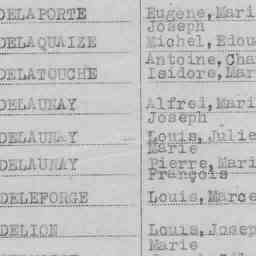 DELAPORTE Eugene, Mari
Joseph
DELAQUAIZE Michel, Edou
Antoine, Cha
DELATOUCHE Isidore, Mar
DELAUNAY Alfred, Mari
Joseph
DELAUNAY Louis, Julie
Marie
DELAUNAY Pierre, Mari
François
DELEFORGE Louis, Marce
DELION Louis, Josep
Marie